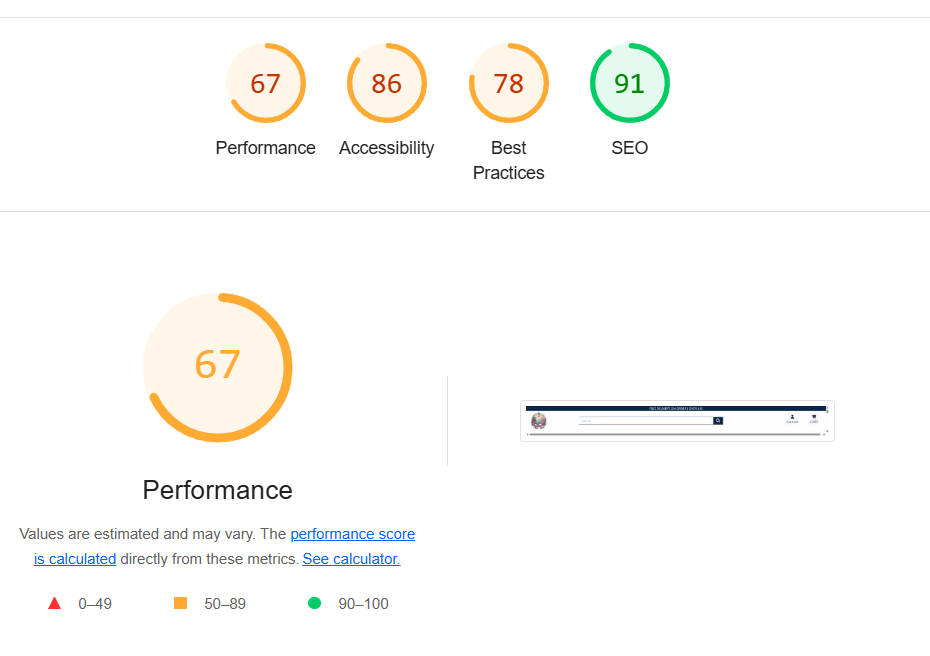 67
86
78
91
Performance
Accessibility
Best
Practices
SEO
67
Performance
Values are estimated and may vary. The performance score
is calculated directly from these metrics. See calculator.
0–49
50–89
90–100